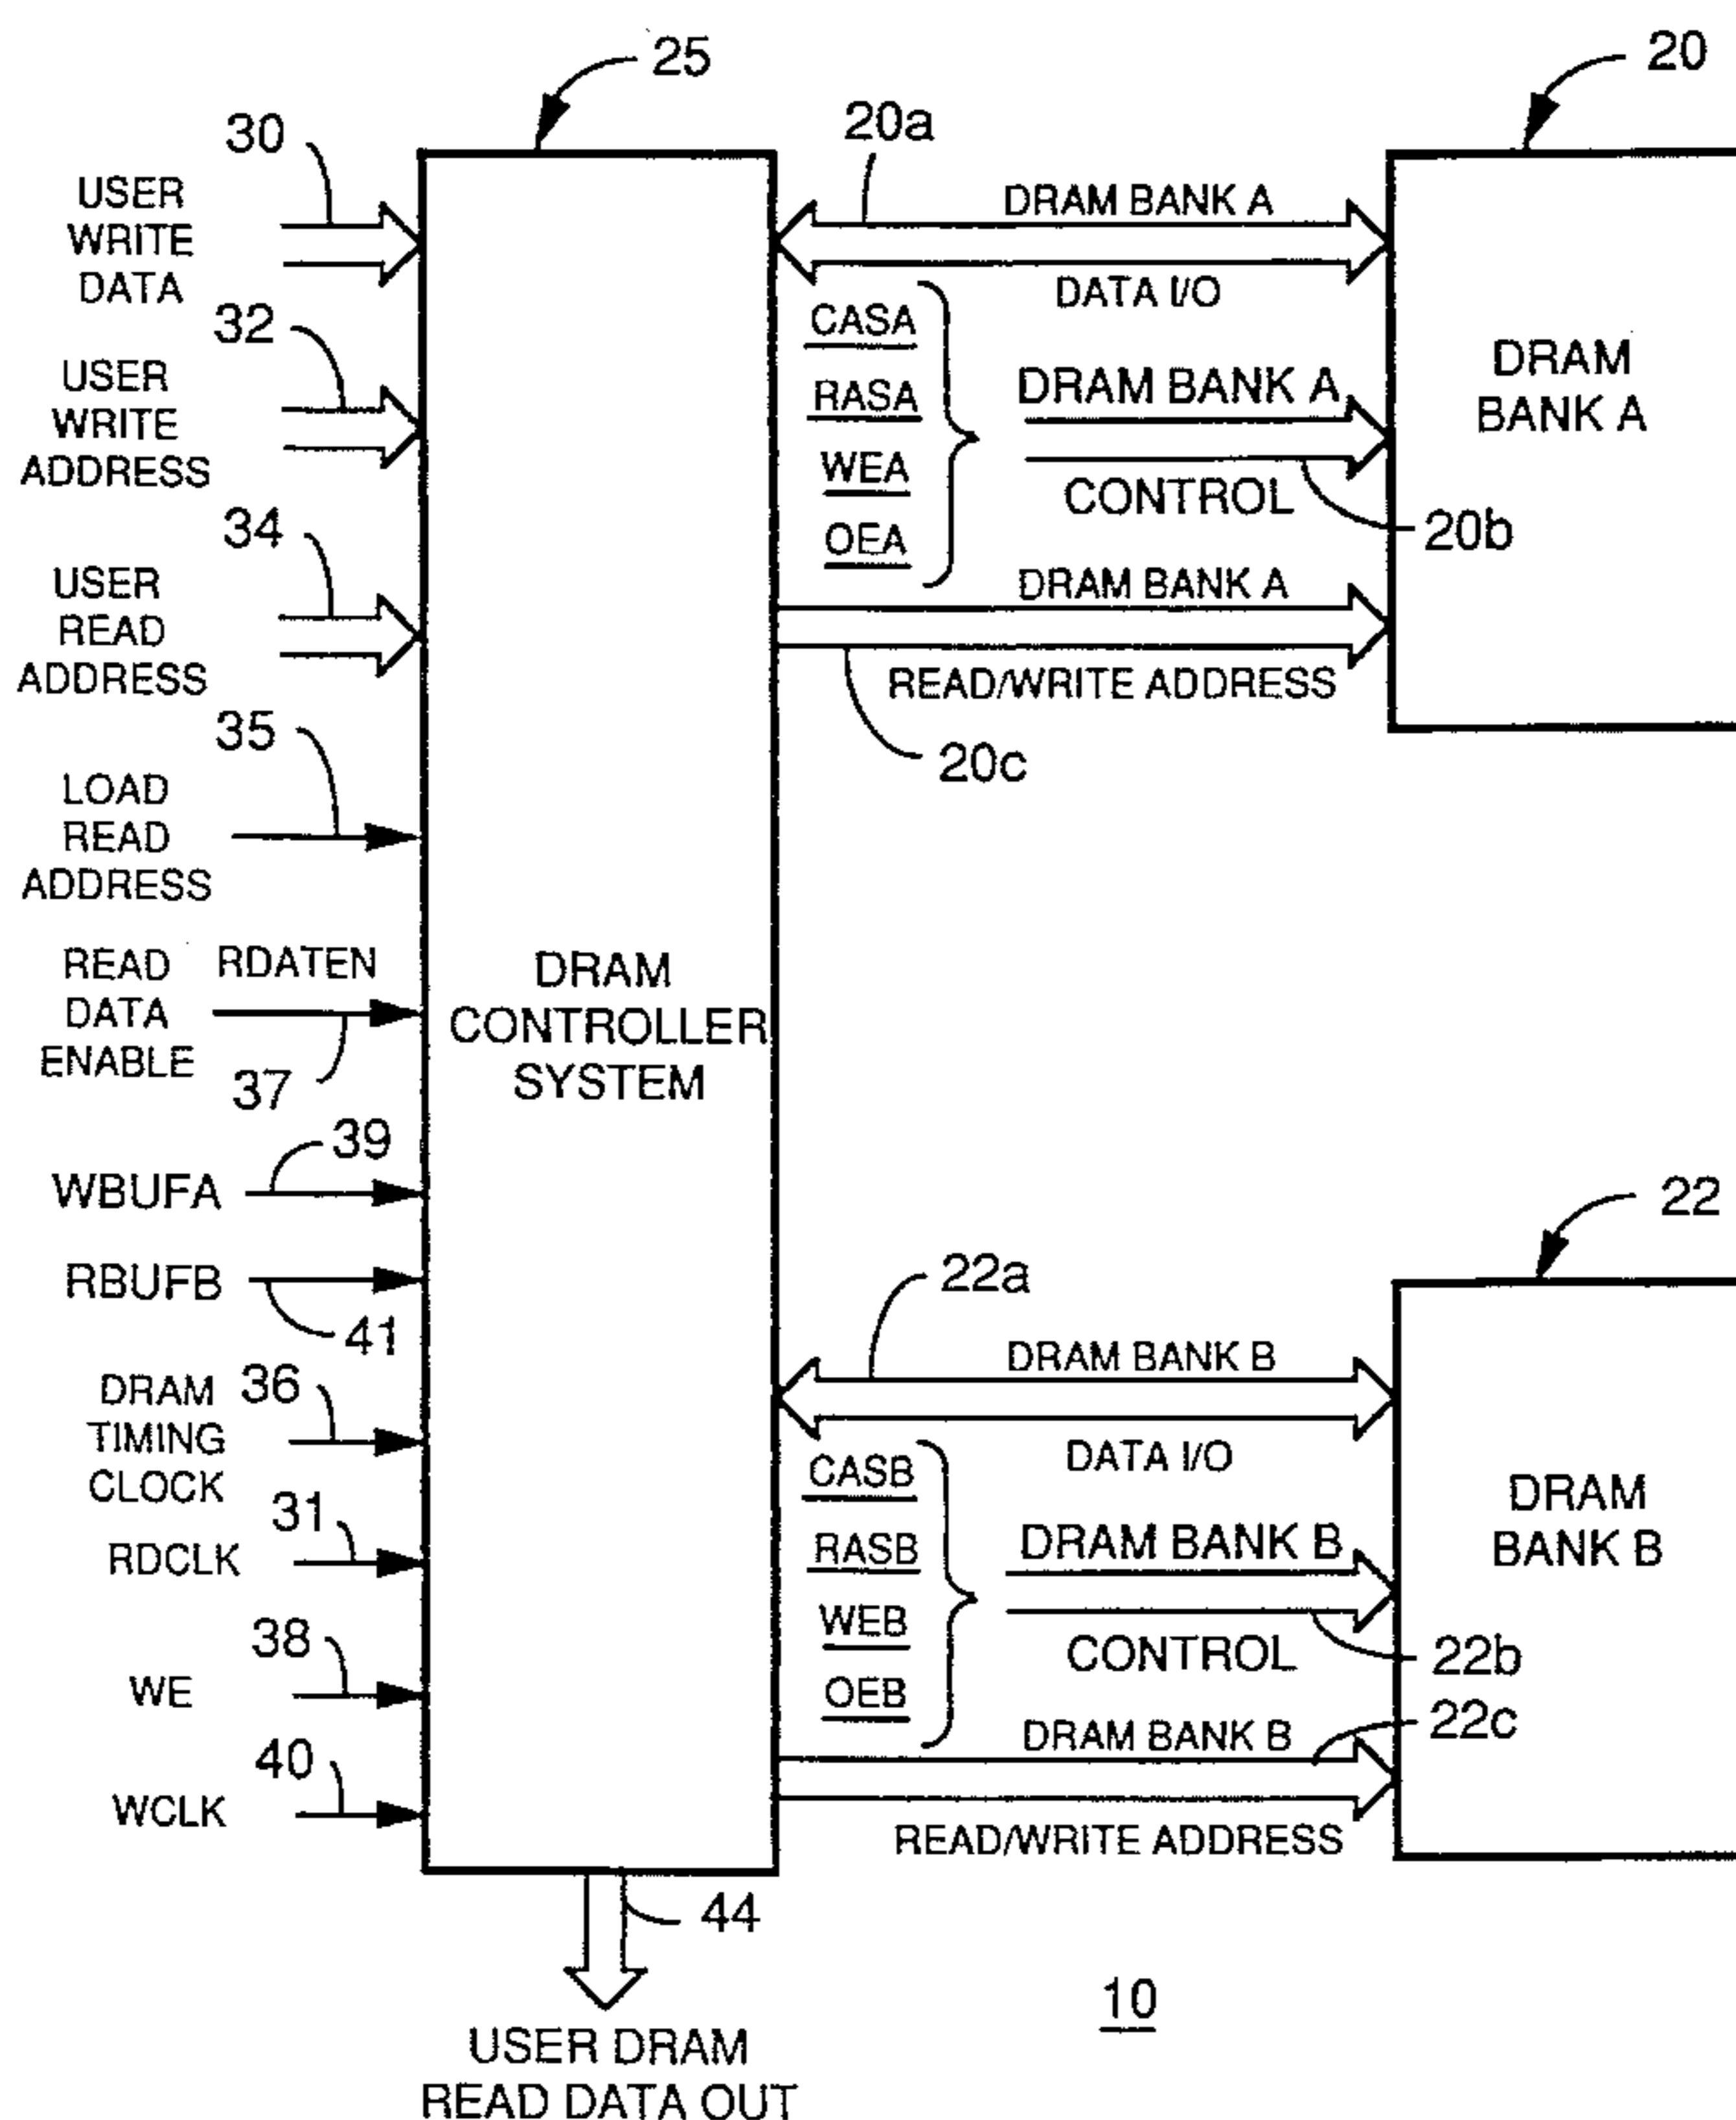 25
20
30
20a
USER
WRITE
DATA
DRAM BANK A
DATA I/O
32
USER
WRITE
ADDRESS
CASA
RASA
WEA
OEA
DRAM BANK A
CONTROL
20b
DRAM
BANK A
34
USER
READ
ADDRESS
DRAM BANK A
READ/WRITE ADDRESS
20c
35
LOAD
READ
ADDRESS
READ
DATA
ENABLE
RDATEN
37
DRAM
CONTROLLER
SYSTEM
39
WBUFA
RBUFB
41
22
22a
DRAM BANK B
DATA I/O
DRAM
TIMING
CLOCK
36
31
RDCLK
CASB
RASB
WEB
OEB
DRAM BANK B
CONTROL
22b
DRAM
BANK B
38
WE
22c
DRAM BANK B
READ/WRITE ADDRESS
40
WCLK
44
10
USER DRAM
READ DATA OUT